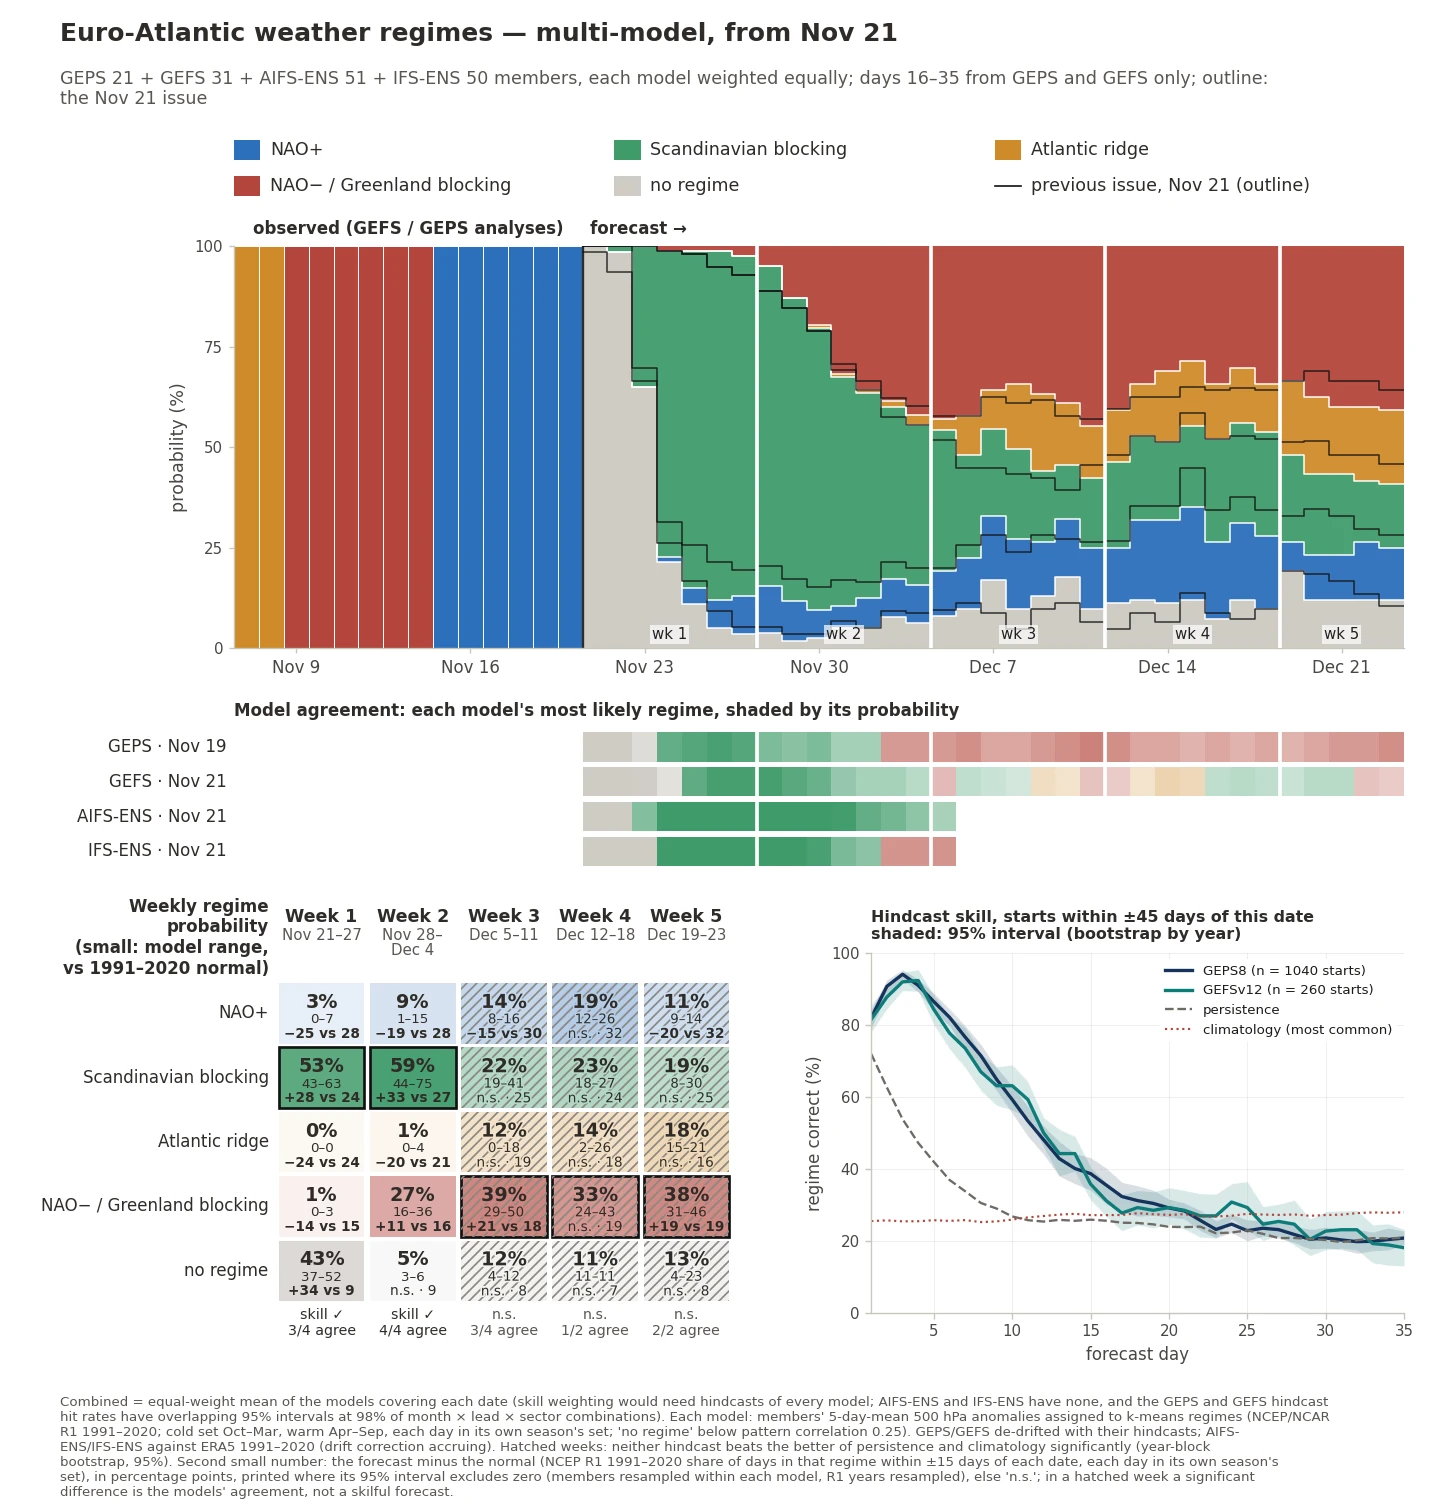 Euro-Atlantic weather regimes — multi-model, from Nov 21
GEPS 21 + GEFS 31 + AIFS-ENS 51 + IFS-ENS 50 members, each model weighted equally; days 16–35 from GEPS and GEFS only; outline:
the Nov 21 issue
NAO+
Scandinavian blocking
Atlantic ridge
NAO− / Greenland blocking
no regime
previous issue, Nov 21 (outline)
observed (GEFS / GEPS analyses)
forecast →
100
75
50
25
0
probability (%)
wk 1
wk 2
wk 3
wk 4
wk 5
Nov 9
Nov 16
Nov 23
Nov 30
Dec 7
Dec 14
Dec 21
Model agreement: each model's most likely regime, shaded by its probability
GEPS · Nov 19
GEFS · Nov 21
AIFS-ENS · Nov 21
IFS-ENS · Nov 21
Weekly regime
probability
(small: model range,
vs 1991–2020 normal)
Week 1 Week 2 Week 3 Week 4 Week 5
Nov 21–27 Nov 28– Dec 5–11 Dec 12–18 Dec 19–23
Dec 4
NAO+
3% 9% 14% 19% 11%
0–7 1–15 8–16 12–26 9–14
−25 vs 28 −19 vs 28 −15 vs 30 n.s. · 32 −20 vs 32
Scandinavian blocking
53% 59% 22% 23% 19%
43–63 44–75 19–41 18–27 8–30
+28 vs 24 +33 vs 27 n.s. · 25 n.s. · 24 n.s. · 25
Atlantic ridge
0% 1% 12% 14% 18%
0–0 0–4 0–18 2–26 15–21
−24 vs 24 −20 vs 21 n.s. · 19 n.s. · 18 n.s. · 16
NAO− / Greenland blocking
1% 27% 39% 33% 38%
0–3 16–36 29–50 24–43 31–46
−14 vs 15 +11 vs 16 +21 vs 18 n.s. · 19 +19 vs 19
no regime
43% 5% 12% 11% 13%
37–52 3–6 4–12 11–11 4–23
+34 vs 9 n.s. · 9 n.s. · 8 n.s. · 7 n.s. · 8
skill ✓ skill ✓ n.s. n.s. n.s.
3/4 agree 4/4 agree 3/4 agree 1/2 agree 2/2 agree
Hindcast skill, starts within ±45 days of this date
shaded: 95% interval (bootstrap by year)
GEPS8 (n = 1040 starts)
GEFSv12 (n = 260 starts)
persistence
climatology (most common)
100
80
60
40
20
0
regime correct (%)
5
10
15
20
25
30
35
forecast day
Combined = equal-weight mean of the models covering each date (skill weighting would need hindcasts of every model; AIFS-ENS and IFS-ENS have none, and the GEPS and GEFS hindcast
hit rates have overlapping 95% intervals at 98% of month × lead × sector combinations). Each model: members' 5-day-mean 500 hPa anomalies assigned to k-means regimes (NCEP/NCAR
R1 1991–2020; cold set Oct–Mar, warm Apr–Sep, each day in its own season's set; 'no regime' below pattern correlation 0.25). GEPS/GEFS de-drifted with their hindcasts; AIFS-
ENS/IFS-ENS against ERA5 1991–2020 (drift correction accruing). Hatched weeks: neither hindcast beats the better of persistence and climatology significantly (year-block
bootstrap, 95%). Second small number: the forecast minus the normal (NCEP R1 1991–2020 share of days in that regime within ±15 days of each date, each day in its own season's
set), in percentage points, printed where its 95% interval excludes zero (members resampled within each model, R1 years resampled), else 'n.s.'; in a hatched week a significant
difference is the models' agreement, not a skilful forecast.